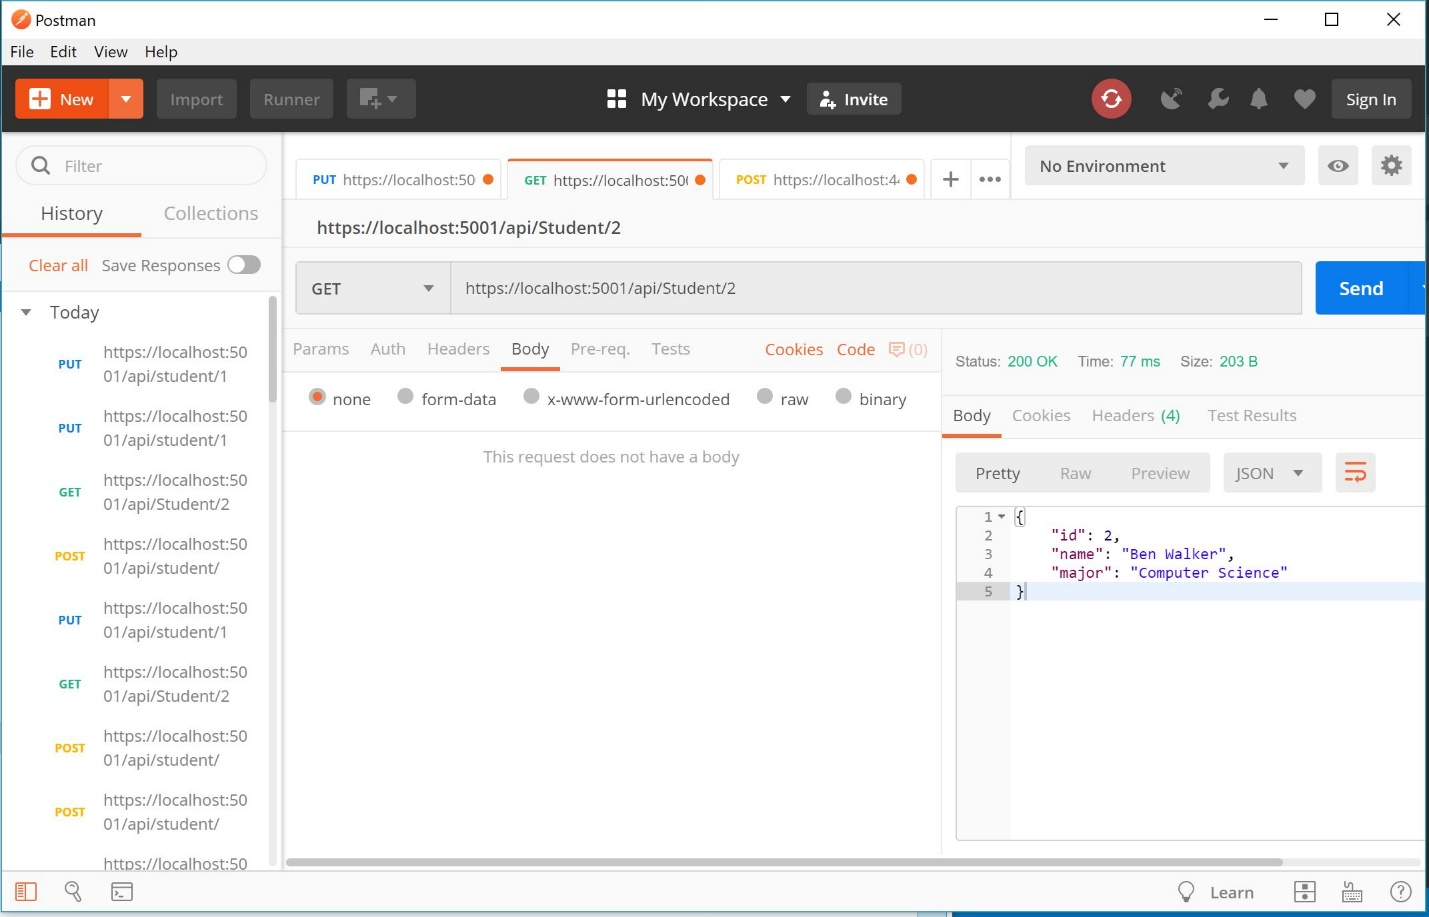 Postman
File Edit View Help
New Import Runner My Workspace Invite Sign In
Filter
History Collections
Clear all Save Responses
Today
PUT https://localhost:50
01/api/student/1
PUT https://localhost:50
01/api/student/1
GET https://localhost:50
01/api/Student/2
POST https://localhost:50
01/api/student/
PUT https://localhost:50
01/api/student/1
GET https://localhost:50
01/api/Student/2
POST https://localhost:50
01/api/student/
POST https://localhost:50
01/api/student/
https://localhost:50
PUT https://localhost:50 GET https://localhost:500 POST https://localhost:44 + ••• No Environment
https://localhost:5001/api/Student/2
GET https://localhost:5001/api/Student/2 Send
Params Auth Headers Body Pre-req. Tests Cookies Code (0)
none form-data x-www-form-urlencoded raw binary
This request does not have a body
Status: 200 OK Time: 77 ms Size: 203 B
Body Cookies Headers (4) Test Results
Pretty Raw Preview JSON
1 {
2 "id": 2,
3 "name": "Ben Walker",
4 "major": "Computer Science"
5 }
Learn